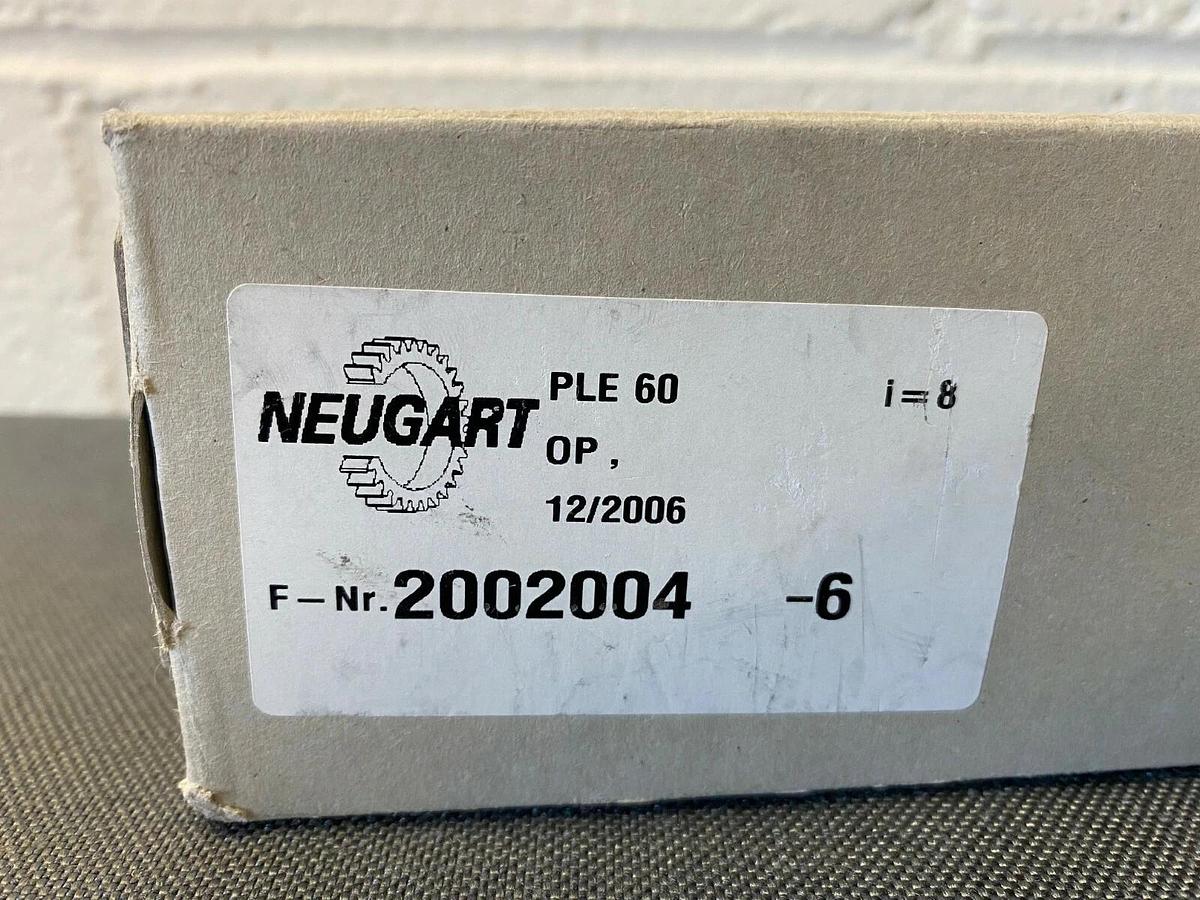 NEUGART
PLE 60 i=8
OP ,
12/2006
F-Nr. 2002004 -6